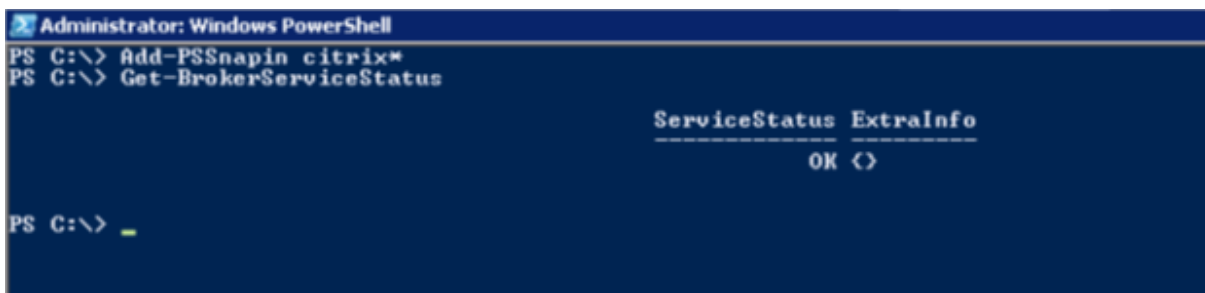 Administrator: Windows PowerShell
PS C:\> Add-PSSnapin citrix*
PS C:\> Get-BrokerServiceStatus
ServiceStatus ExtraInfo
------------- ---------
OK {}
PS C:\> _